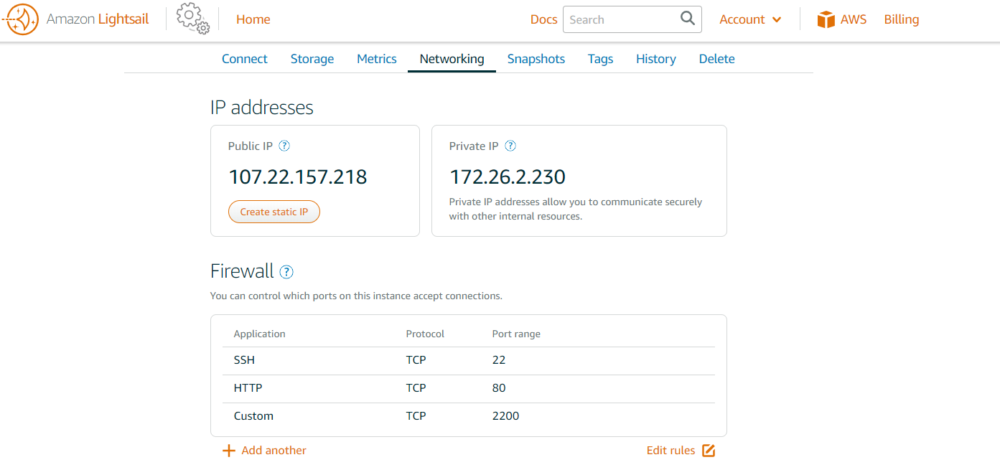 Amazon Lightsail Home Docs Search Account AWS Billing
Connect Storage Metrics Networking Snapshots Tags History Delete
IP addresses
Public IP ?
107.22.157.218
Create static IP
Private IP ?
172.26.2.230
Private IP addresses allow you to communicate securely
with other internal resources.
Firewall ?
You can control which ports on this instance accept connections.
Application Protocol Port range
SSH TCP 22
HTTP TCP 80
Custom TCP 2200
+ Add another Edit rules